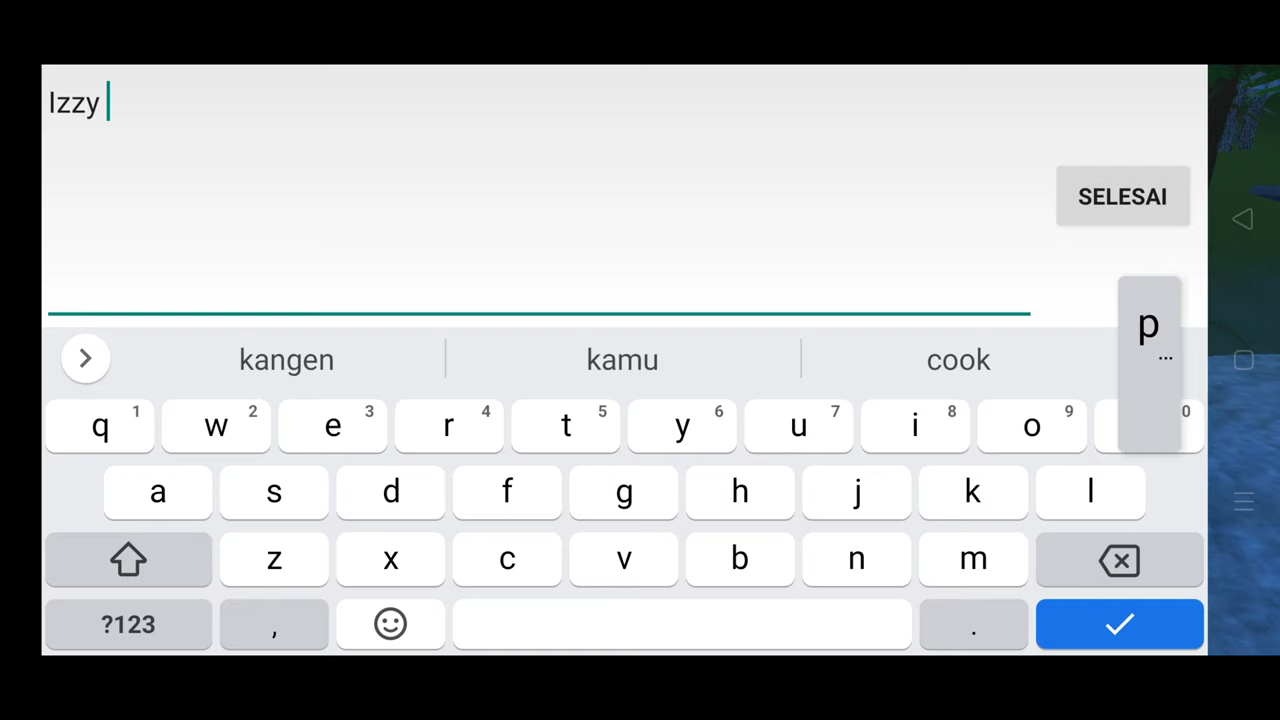 Izzy
SELESAI
p
...
kangen kamu cook
q 1 w 2 e 3 r 4 t 5 y 6 u 7 i 8 o 9 0
a s d f g h j k l
z x c v b n m
?123 , .